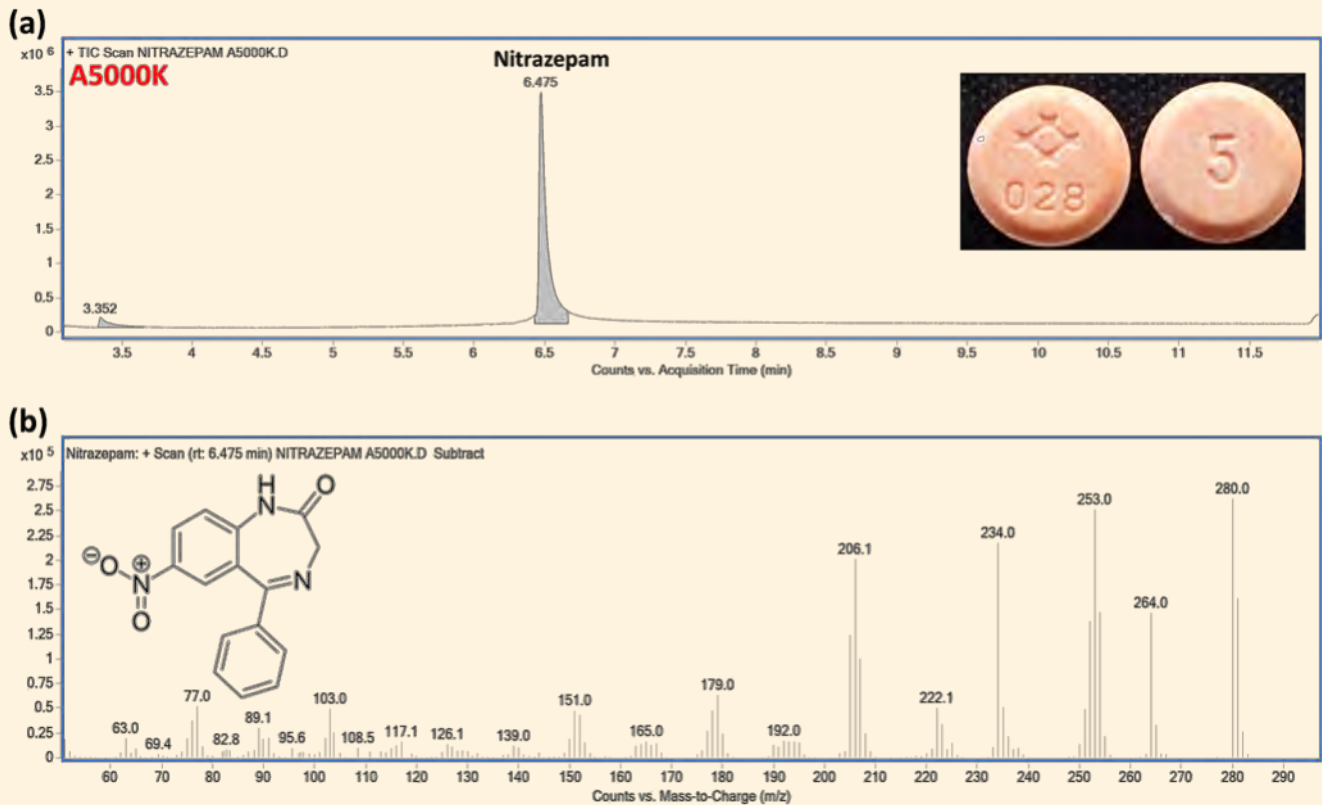 (a)
x10 6 + TIC Scan NITRAZEPAM A5000K.D
A5000K
Nitrazepam
6.475
3.5
3
2.5
2
1.5
1
0.5
0
3.352
028
5
3.5 4 4.5 5 5.5 6 6.5 7 7.5 8 8.5 9 9.5 10 10.5 11 11.5
Counts vs. Acquisition Time (min)
(b)
x10 5 Nitrazepam: + Scan (rt: 6.475 min) NITRAZEPAM A5000K.D Subtract
2.75
2.5
2.25
2
1.75
1.5
1.25
1
0.75
0.5
0.25
0
H
N
O
N
⊖O
N
⊕
O
63.0 69.4 77.0 82.8 89.1 95.6 103.0 108.5 117.1 126.1 139.0 151.0 165.0 179.0 192.0 206.1 222.1 234.0 253.0 264.0 280.0
60 70 80 90 100 110 120 130 140 150 160 170 180 190 200 210 220 230 240 250 260 270 280 290
Counts vs. Mass-to-Charge (m/z)